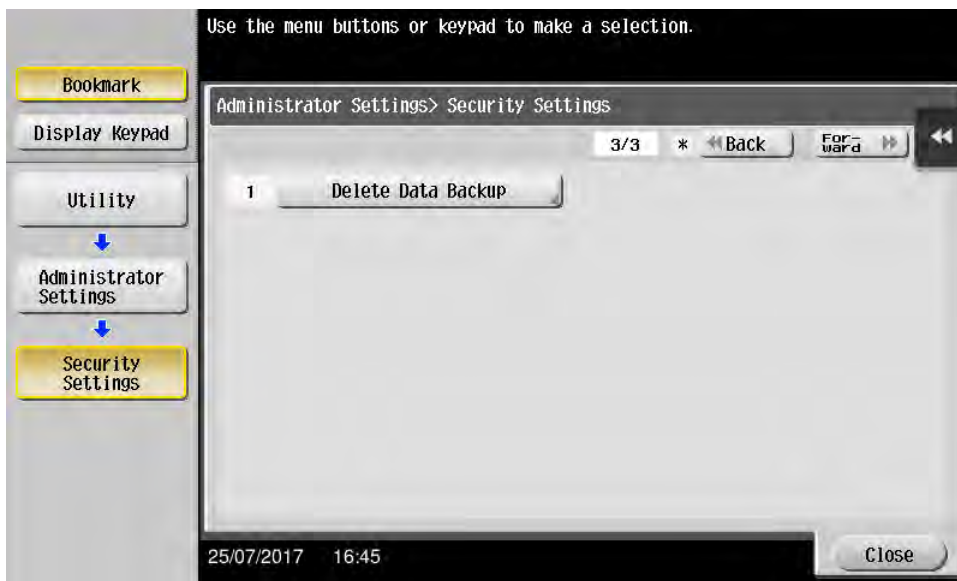 Use the menu buttons or keypad to make a selection.
Bookmark
Display Keypad
Utility
Administrator
Settings
Security
Settings
Administrator Settings> Security Settings
3/3 * Back For-
ward
1 Delete Data Backup
25/07/2017 16:45
Close